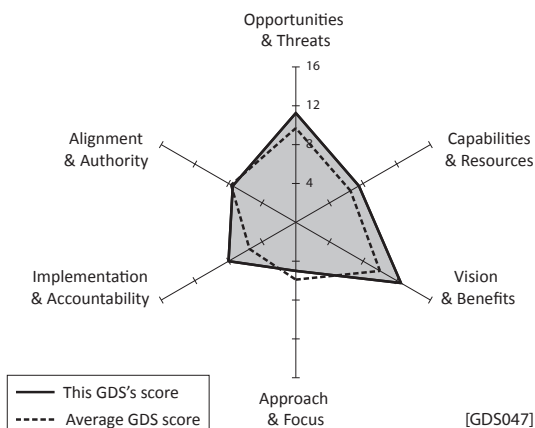 Opportunities
& Threats
16
12
8
4
Alignment
& Authority
Capabilities
& Resources
Implementation
& Accountability
Vision
& Benefits
Approach
& Focus
This GDS's score
Average GDS score
[GDS047]